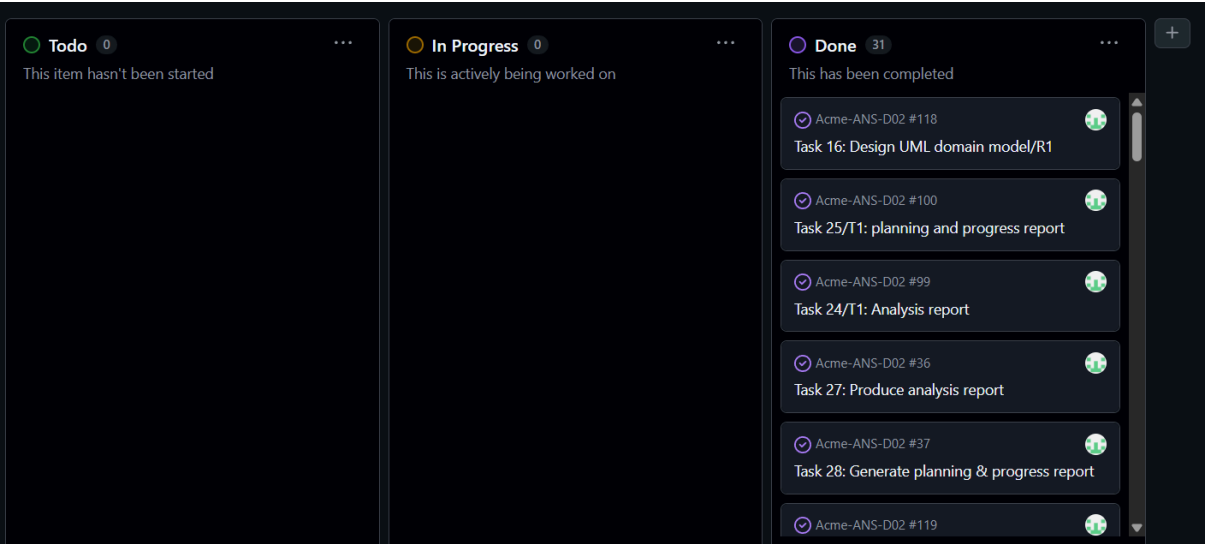 Todo 0
This item hasn't been started
In Progress 0
This is actively being worked on
Done 31
This has been completed
Acme-ANS-D02 #118
Task 16: Design UML domain model/R1
Acme-ANS-D02 #100
Task 25/T1: planning and progress report
Acme-ANS-D02 #99
Task 24/T1: Analysis report
Acme-ANS-D02 #36
Task 27: Produce analysis report
Acme-ANS-D02 #37
Task 28: Generate planning & progress report
Acme-ANS-D02 #119